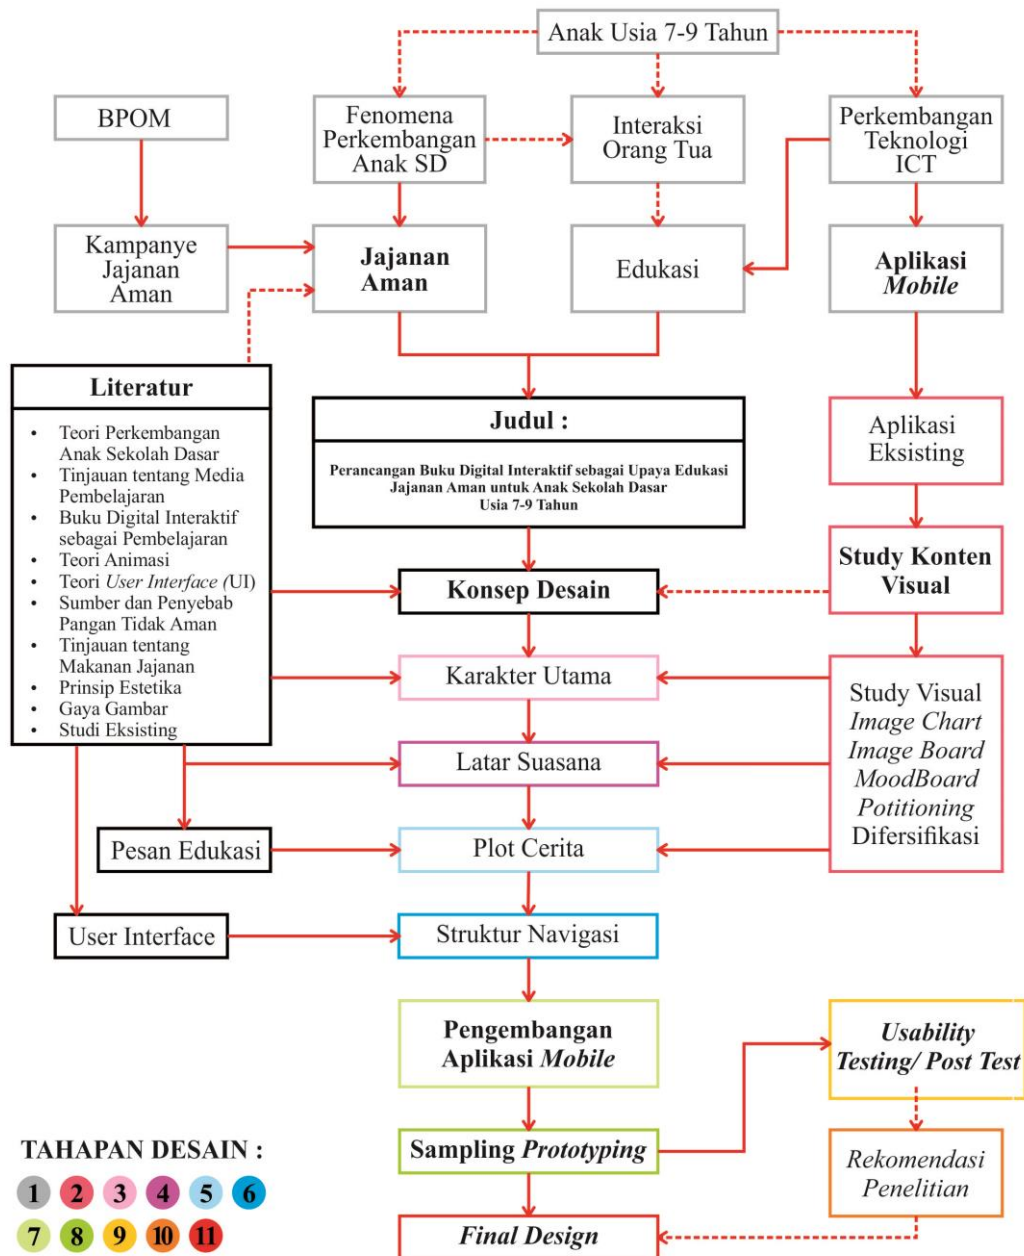 Anak Usia 7-9 Tahun
BPOM
Fenomena
Perkembangan
Anak SD
Interaksi
Orang Tua
Perkembangan
Teknologi
ICT
Kampanye
Jajanan
Aman
Jajanan
Aman
Edukasi
Aplikasi
Mobile
Literatur
• Teori Perkembangan
Anak Sekolah Dasar
• Tinjauan tentang Media
Pembelajaran
• Buku Digital Interaktif
sebagai Pembelajaran
• Teori Animasi
• Teori User Interface (UI)
• Sumber dan Penyebab
Pangan Tidak Aman
• Tinjauan tentang
Makanan Jajanan
• Prinsip Estetika
• Gaya Gambar
• Studi Eksisting
Judul :
Perancangan Buku Digital Interaktif sebagai Upaya Edukasi
Jajanan Aman untuk Anak Sekolah Dasar
Usia 7-9 Tahun
Aplikasi
Eksisting
Konsep Desain
Study Konten
Visual
Karakter Utama
Study Visual
Image Chart
Image Board
MoodBoard
Potitioning
Difersifikasi
Latar Suasana
Pesan Edukasi
Plot Cerita
User Interface
Struktur Navigasi
Pengembangan
Aplikasi Mobile
Usability
Testing/ Post Test
Sampling Prototyping
Rekomendasi
Penelitian
Final Design
TAHAPAN DESAIN :
1 2 3 4 5 6
7 8 9 10 11